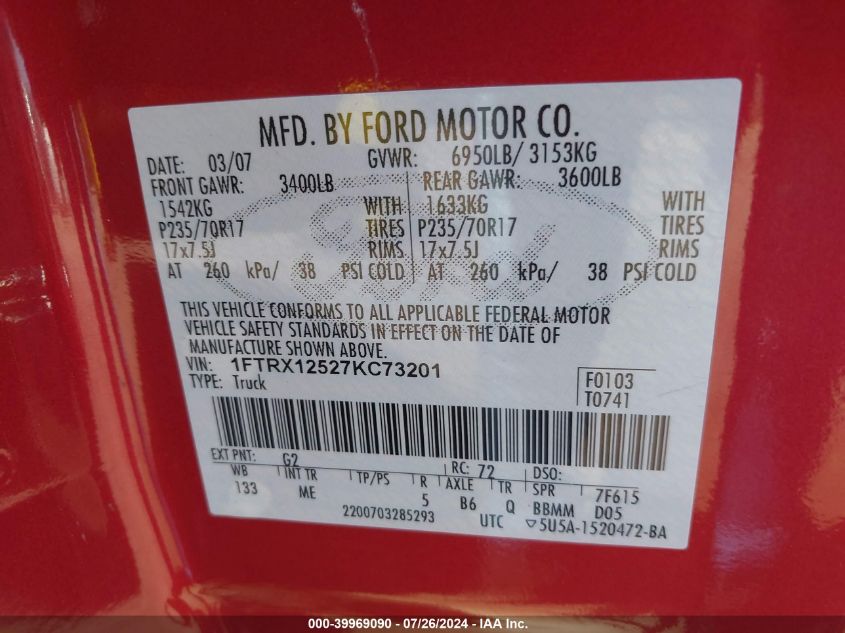 MFD. BY FORD MOTOR CO.
DATE: 03/07 GVWR: 6950LB/ 3153KG
FRONT GAWR: 3400LB REAR GAWR: 3600LB
1542KG WITH 1633KG WITH
P235/70R17 TIRES P235/70R17 TIRES
17x7.5J RIMS 17x7.5J RIMS
AT 260 kPa/ 38 PSI COLD AT 260 kPa/ 38 PSI COLD
Ford
THIS VEHICLE CONFORMS TO ALL APPLICABLE FEDERAL MOTOR
VEHICLE SAFETY STANDARDS IN EFFECT ON THE DATE OF
MANUFACTURE SHOWN ABOVE.
VIN: 1FTRX12527KC73201
TYPE: Truck
F0103
T0741
EXT PNT: G2 RC: 72 DSO:
WB INT TR TP/PS R AXLE TR SPR 7F615
133 ME 5 B6 Q BBMM D05
2200703285293 UTC ▽5U5A-1520472-BA
000-39969090 / 07/26/2024 - IAA Inc.